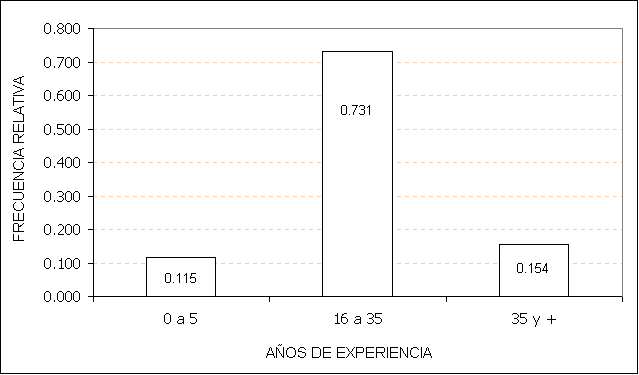 0.800
0.700
0.600
0.500
0.400
0.300
0.200
0.100
0.000
FRECUENCIA RELATIVA
0.115
0.731
0.154
0 a 5
16 a 35
35 y +
AÑOS DE EXPERIENCIA